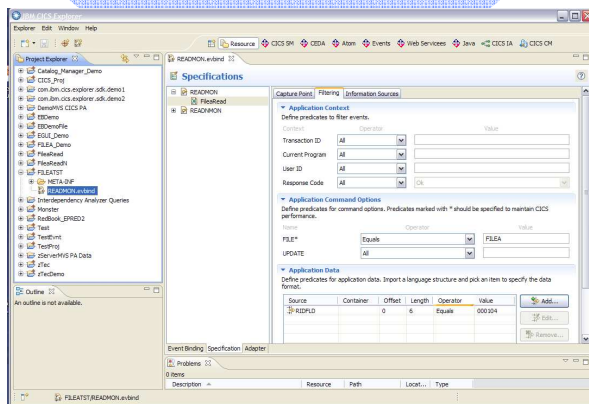 IBM CICS Explorer
Explorer Edit Window Help
Resource CICS SM CEDA Atom Events Web Servicees Java CICS IA CICS CM
Project Explorer
Catalog_Manager_Demo
CICS_Proj
com.ibm.cics.explorer.sdk.demo1
com.ibm.cics.explorer.sdk.demo2
DemoMVS CICS PA
EBDemo
EBDemoFile
EGUI_Demo
FILEA_Demo
FileaRead
FileaReadN
FILEATST
META-INF
READMON.evbind
Interdependency Analyzer Queries
Monster
RedBook_EPRED2
Test
TestEvnt
TestProj
zServerMVS PA Data
zTec
zTecDemo
Outline
An outline is not available.
READMON.evbind
Specifications
READMON
FileaRead
READNMON
Capture Point Filtering Information Sources
Application Context
Define predicates to filter events.
Context Operator Value
Transaction ID All
Current Program All
User ID All
Response Code All Ok
Application Command Options
Define predicates for command options. Predicates marked with * should be specified to maintain CICS
performance.
Name Operator Value
FILE* Equals FILEA
UPDATE All
Application Data
Define predicates for application data. Import a language structure and pick an item to specify the data
format.
Source Container Offset Length Operator Value
RIDFLD 0 6 Equals 000104
Add...
Edit...
Remove...
Event Binding Specification Adapter
Problems
0 items
Description Resource Path Locat... Type
FILEATST/READMON.evbind